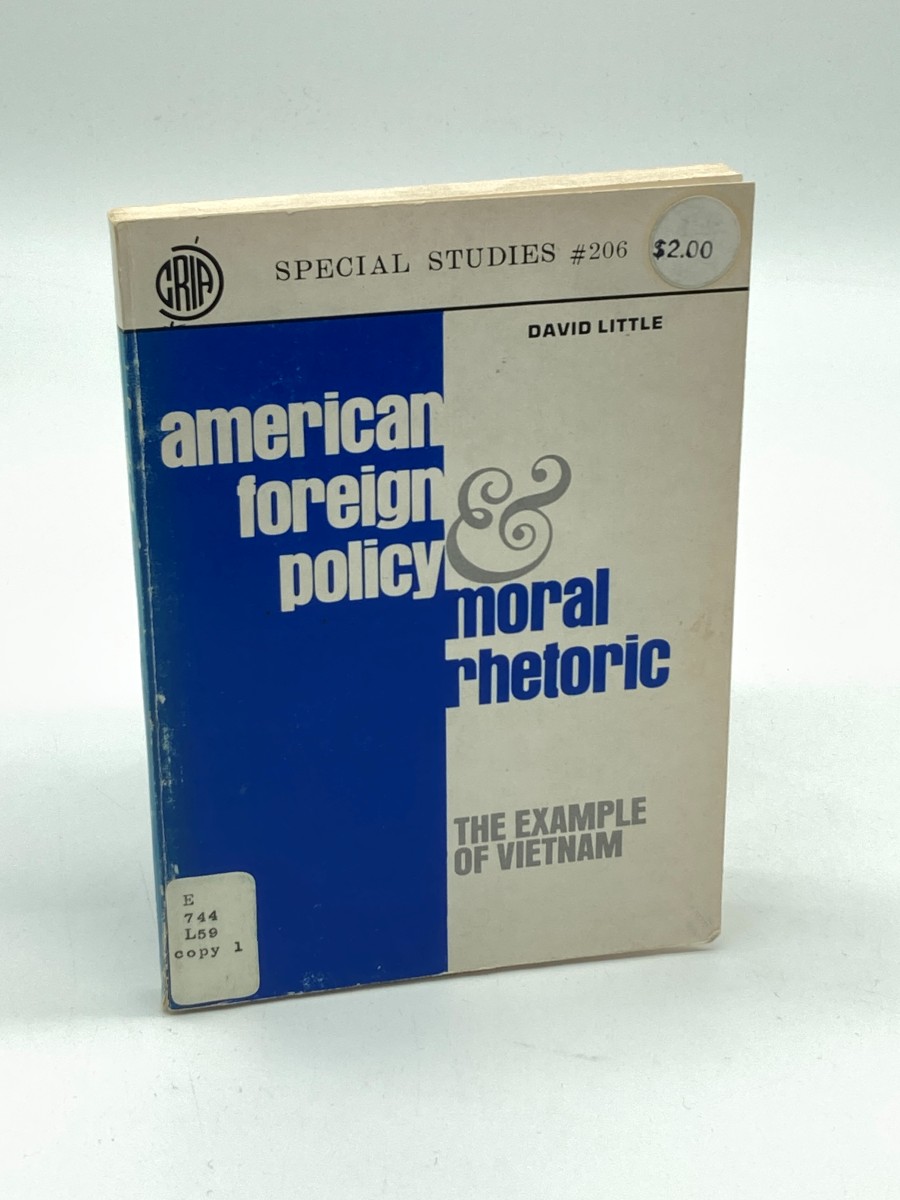 CRIA
SPECIAL STUDIES #206
$2.00
DAVID LITTLE
american
foreign
policy
&
moral
rhetoric
THE EXAMPLE
OF VIETNAM
E
744
L59
copy 1